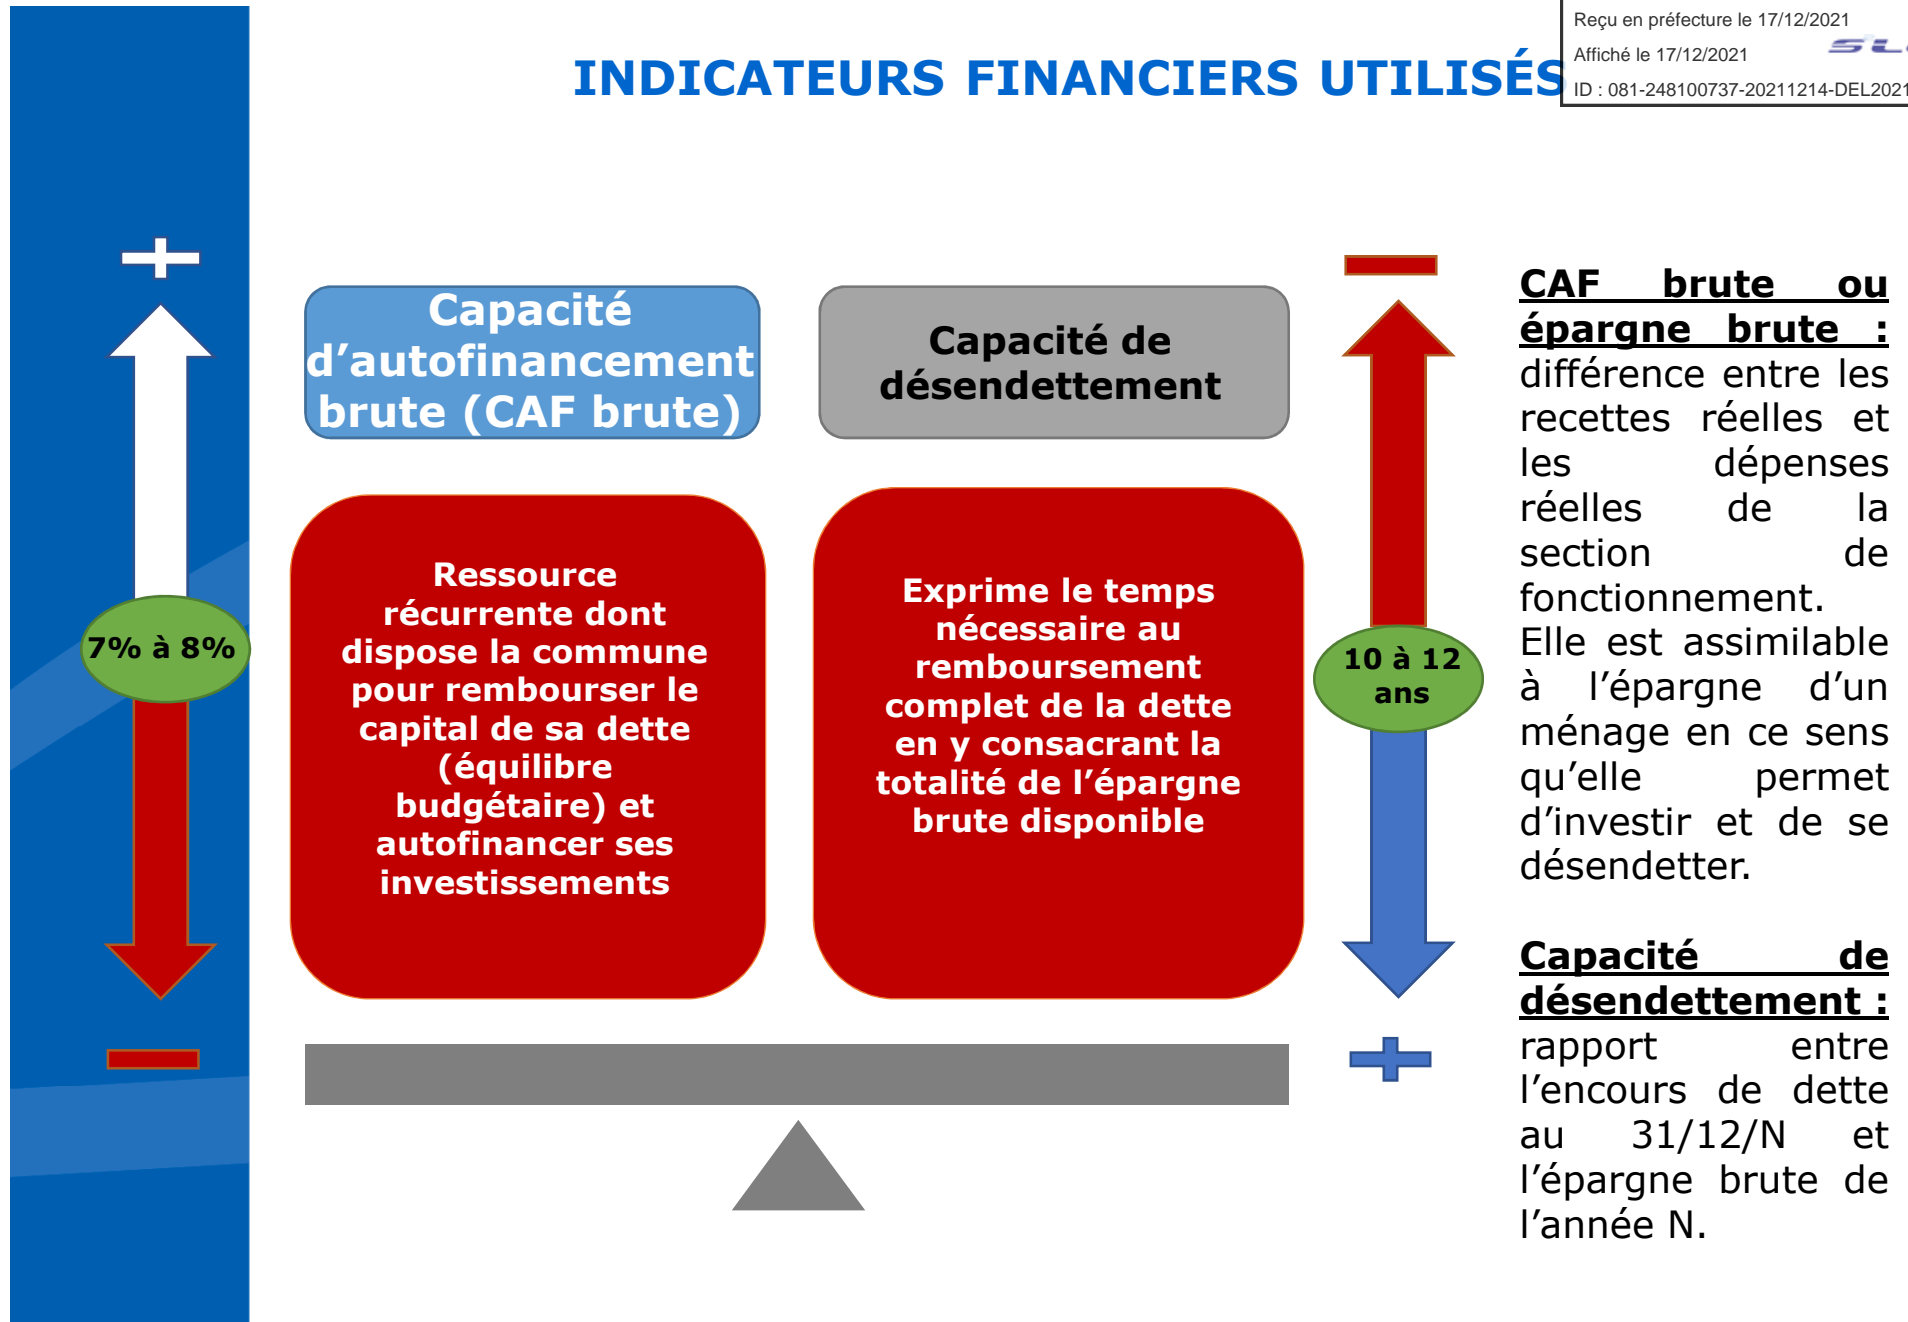 Reçu en préfecture le 17/12/2021
Affiché le 17/12/2021
ID : 081-248100737-20211214-DEL2021
INDICATEURS FINANCIERS UTILISÉS
Capacité
d’autofinancement
brute (CAF brute)
Capacité de
désendettement
7% à 8%
Ressource
récurrente dont
dispose la commune
pour rembourser le
capital de sa dette
(équilibre
budgétaire) et
autofinancer ses
investissements
Exprime le temps
nécessaire au
remboursement
complet de la dette
en y consacrant la
totalité de l’épargne
brute disponible
10 à 12
ans
CAF brute ou
épargne brute :
différence entre les
recettes réelles et
les dépenses
réelles de la
section de
fonctionnement.
Elle est assimilable
à l’épargne d’un
ménage en ce sens
qu’elle permet
d’investir et de se
désendetter.
Capacité de
désendettement :
rapport entre
l’encours de dette
au 31/12/N et
l’épargne brute de
l’année N.